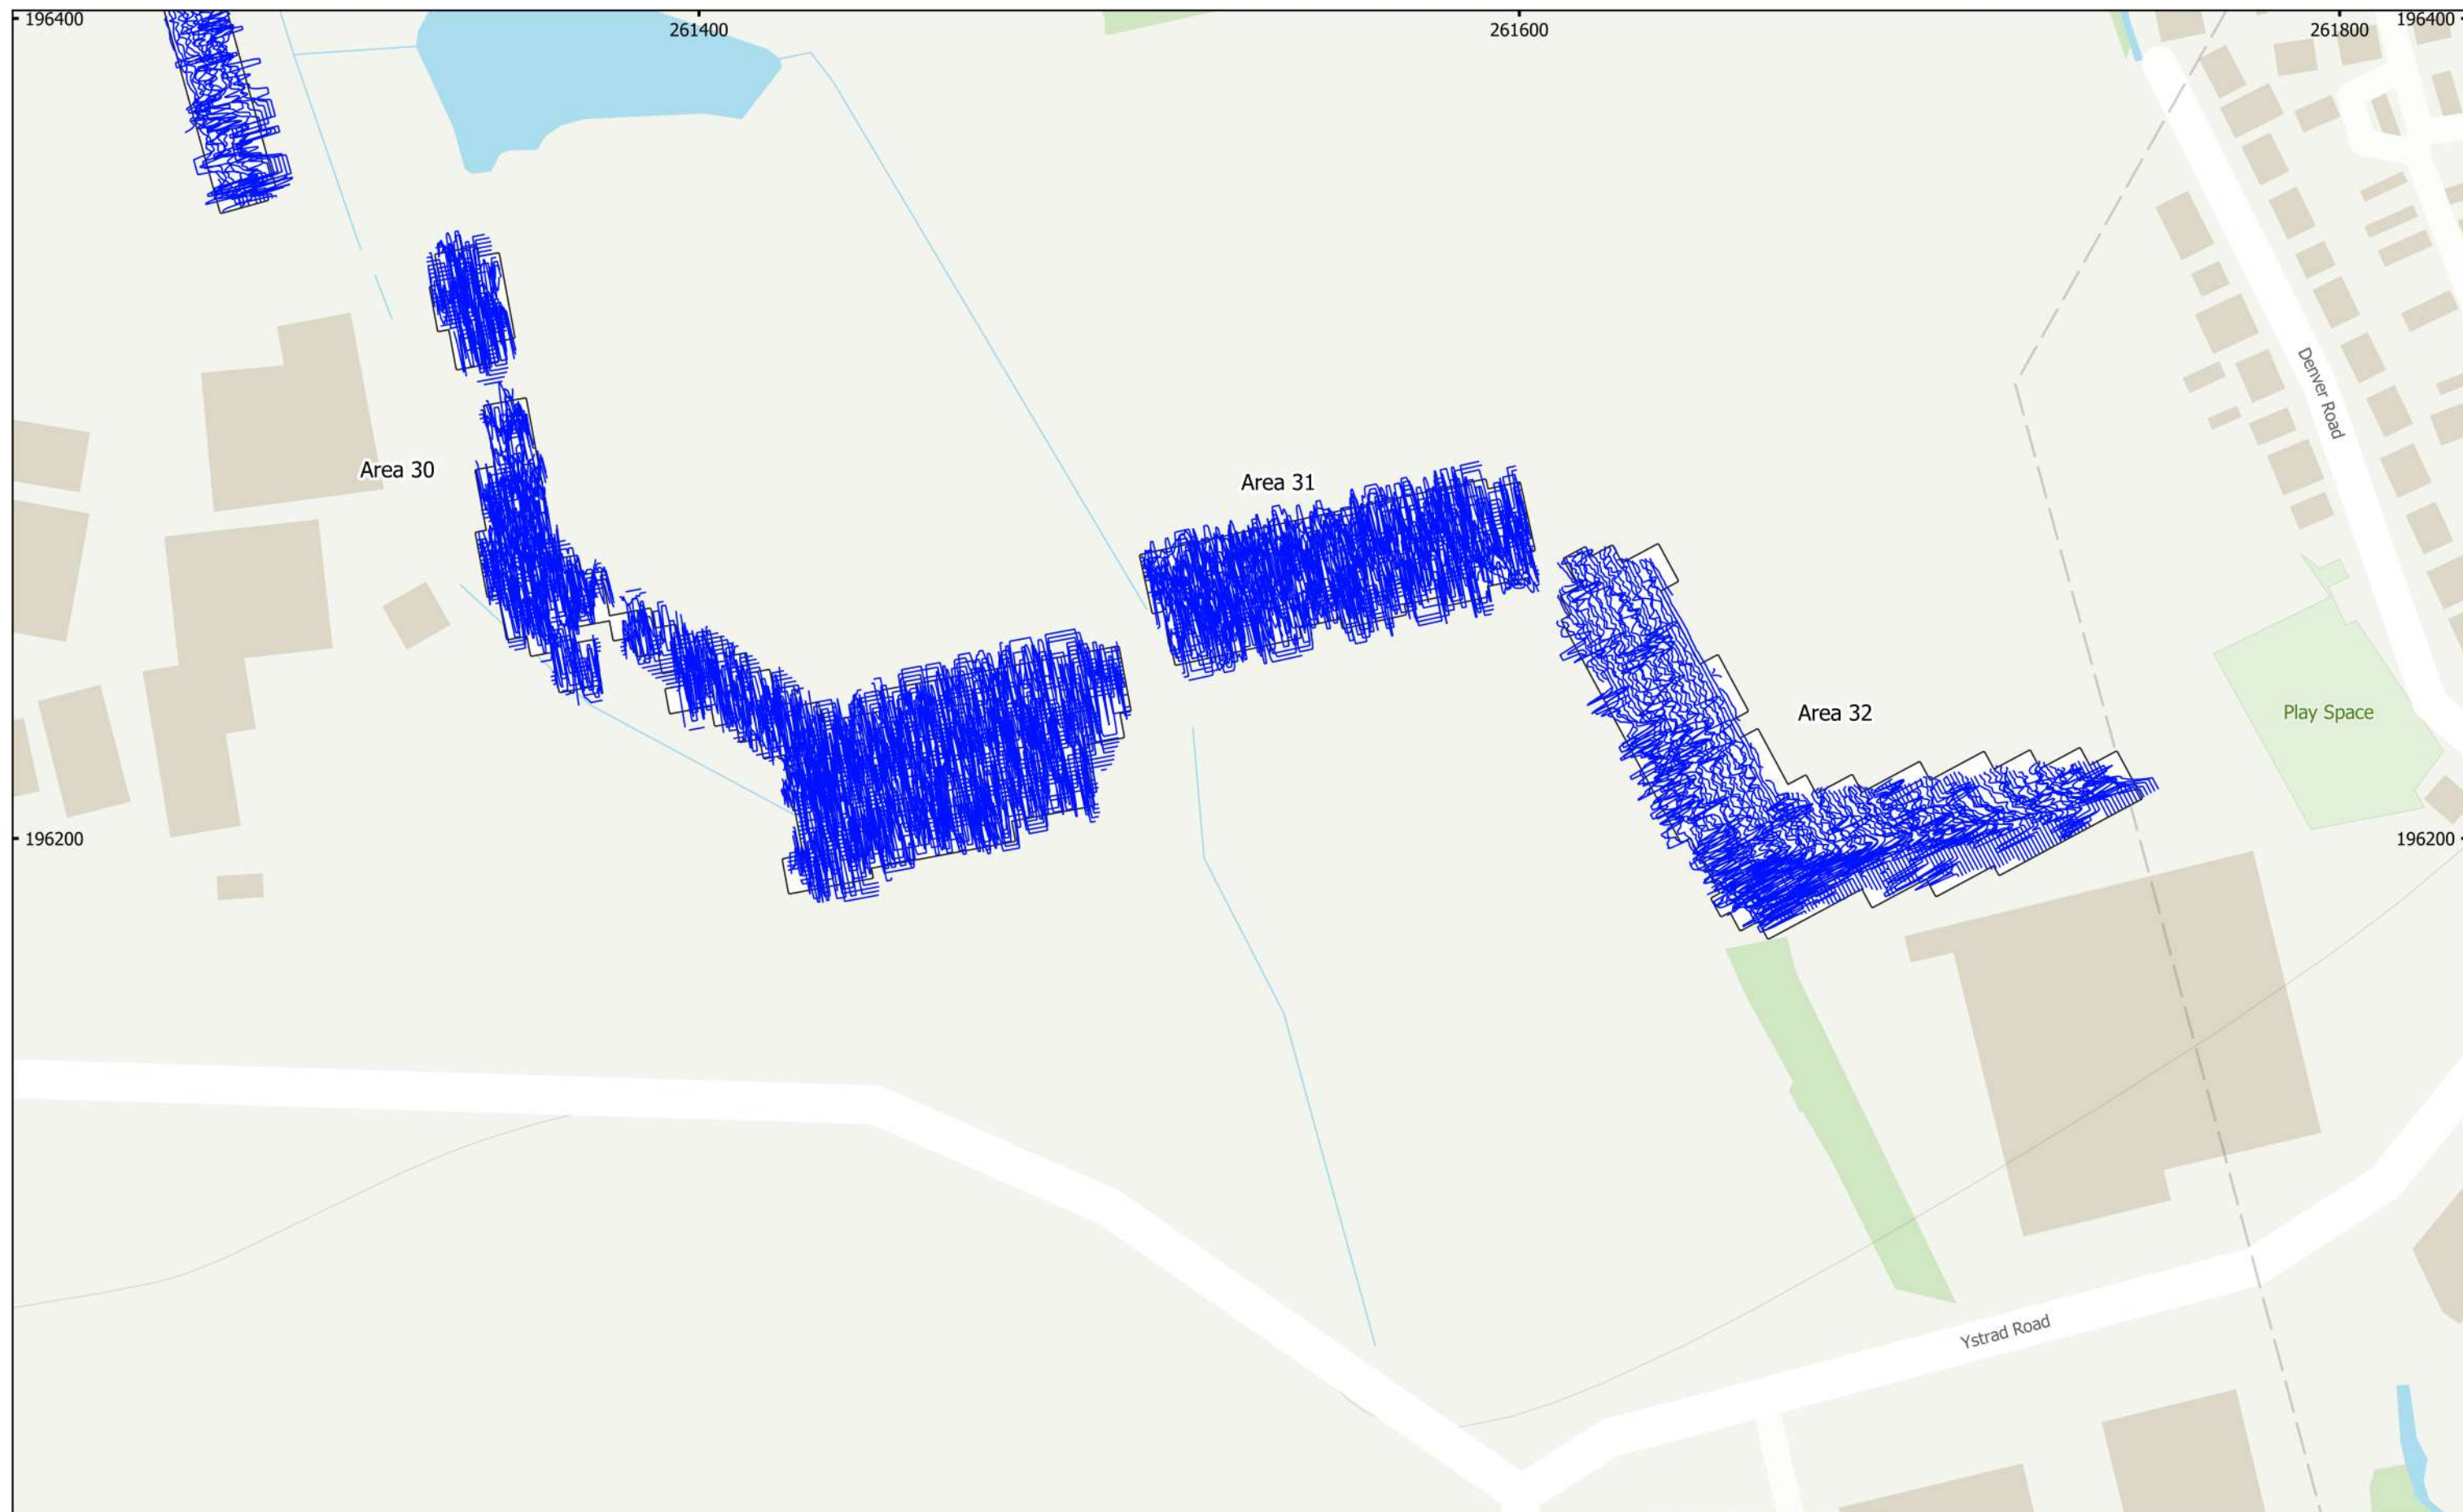 196400
261400
261600
261800
196400
Denver Road
Area 30
Area 31
Area 32
Play Space
196200
196200
Ystrad Road